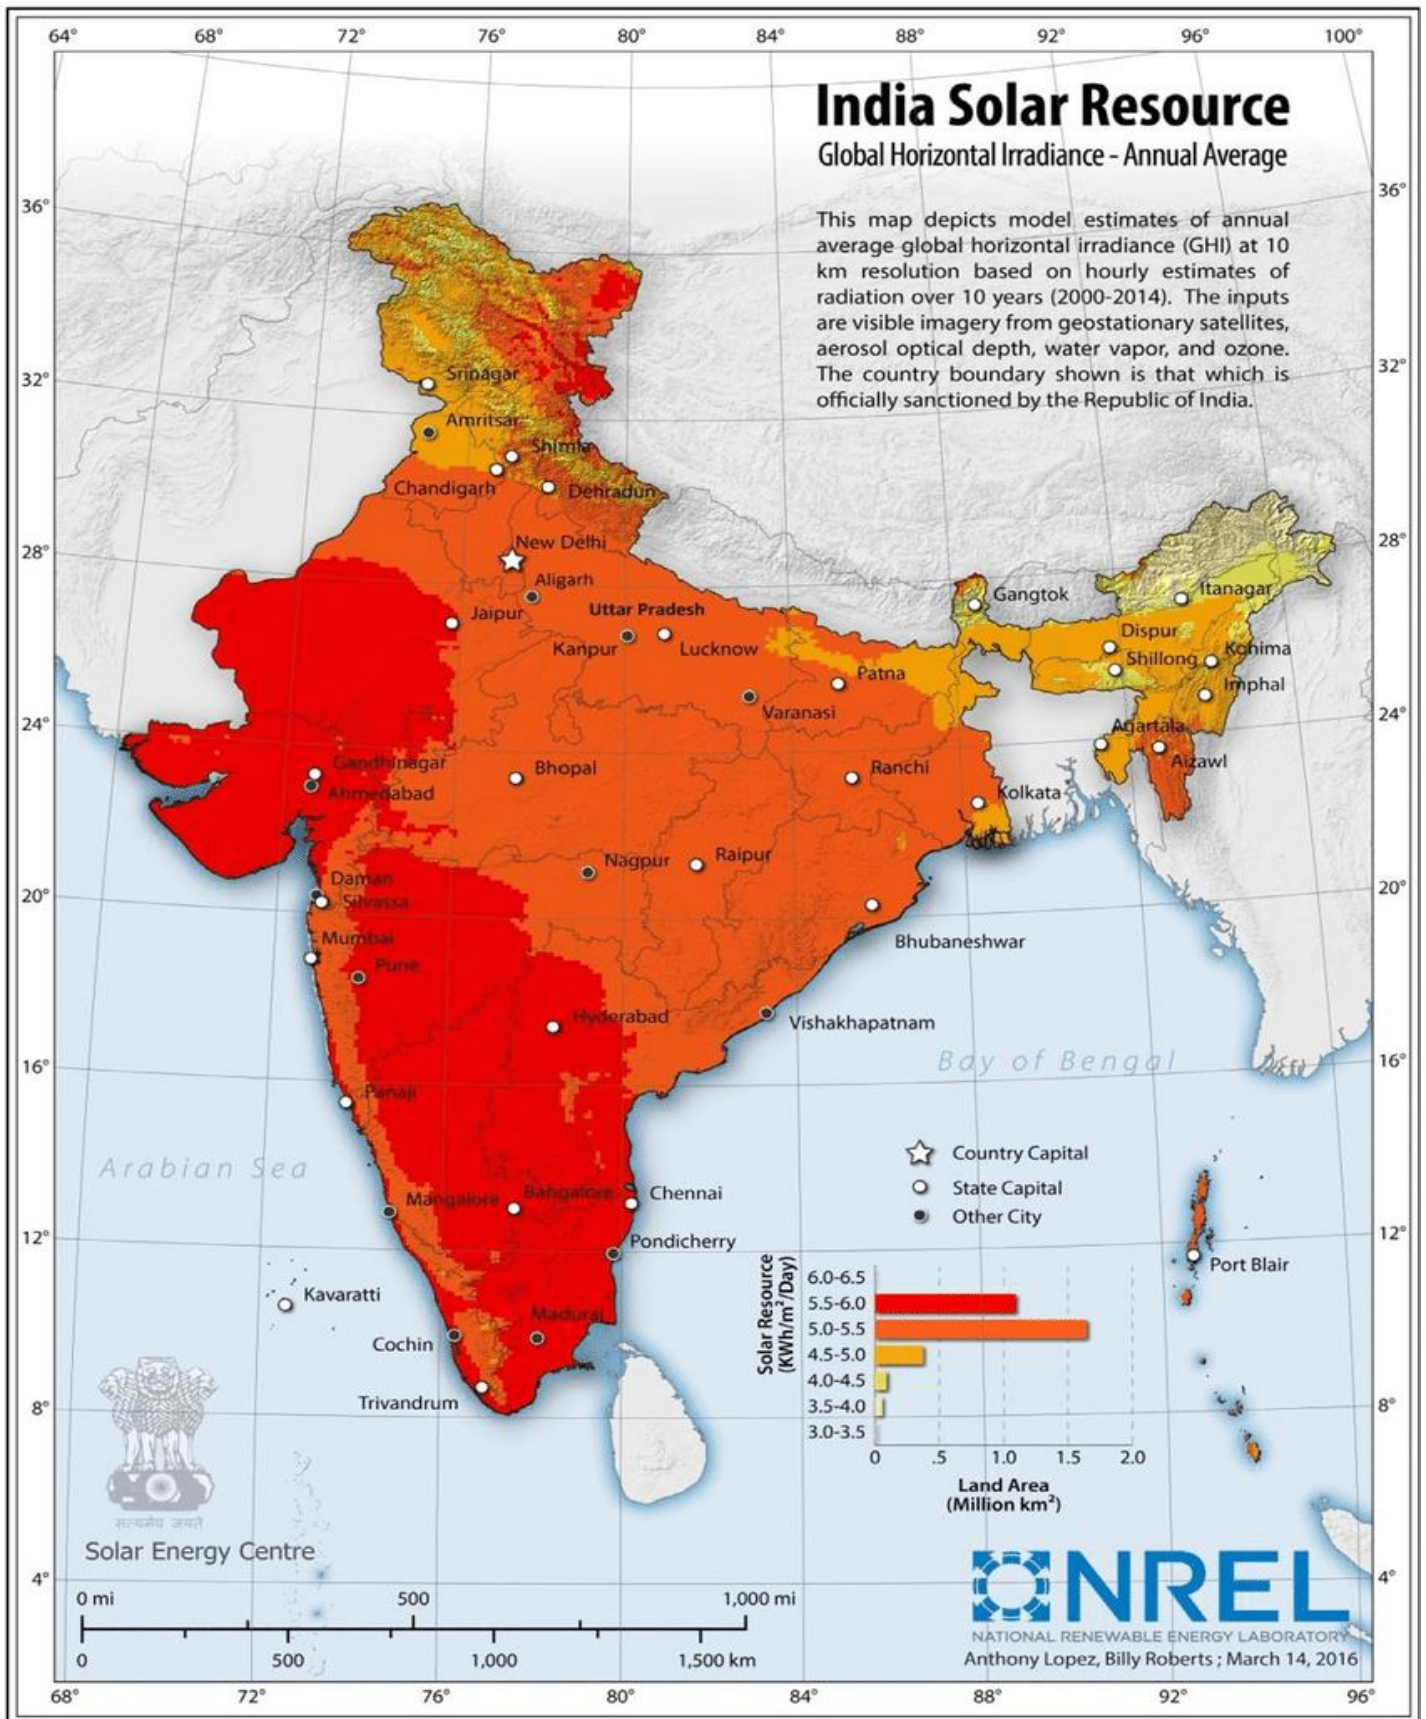 64° 68° 72° 76° 80° 84° 88° 92° 96° 100°
India Solar Resource
Global Horizontal Irradiance - Annual Average
This map depicts model estimates of annual
average global horizontal irradiance (GHI) at 10
km resolution based on hourly estimates of
radiation over 10 years (2000-2014). The inputs
are visible imagery from geostationary satellites,
aerosol optical depth, water vapor, and ozone.
The country boundary shown is that which is
officially sanctioned by the Republic of India.
36° 36°
32° 32°
28° 28°
24° 24°
20° 20°
16° 16°
12° 12°
8° 8°
4° 4°
Srinagar
Amritsar
Shimla
Chandigarh
Dehradun
New Delhi
Aligarh
Jaipur
Uttar Pradesh
Kanpur
Lucknow
Gangtok
Itanagar
Dispur
Shillong
Kohima
Imphal
Patna
Varanasi
Agartala
Aizawl
Gandhinagar
Ahmedabad
Bhopal
Ranchi
Kolkata
Nagpur
Raipur
Daman
Silvassa
Mumbai
Pune
Bhubaneshwar
Hyderabad
Vishakhapatnam
Bay of Bengal
Panaji
Arabian Sea
Mangalore
Bangalore
Chennai
Pondicherry
Kavaratti
Cochin
Madurai
Trivandrum
Port Blair
Country Capital
State Capital
Other City
Solar Resource
(KWh/m²/Day)
6.0-6.5
5.5-6.0
5.0-5.5
4.5-5.0
4.0-4.5
3.5-4.0
3.0-3.5
0 .5 1.0 1.5 2.0
Land Area
(Million km²)
सत्यमेव जयते
Solar Energy Centre
0 mi 500 1,000 mi
0 500 1,000 1,500 km
NREL
NATIONAL RENEWABLE ENERGY LABORATORY
Anthony Lopez, Billy Roberts ; March 14, 2016
68° 72° 76° 80° 84° 88° 92° 96°